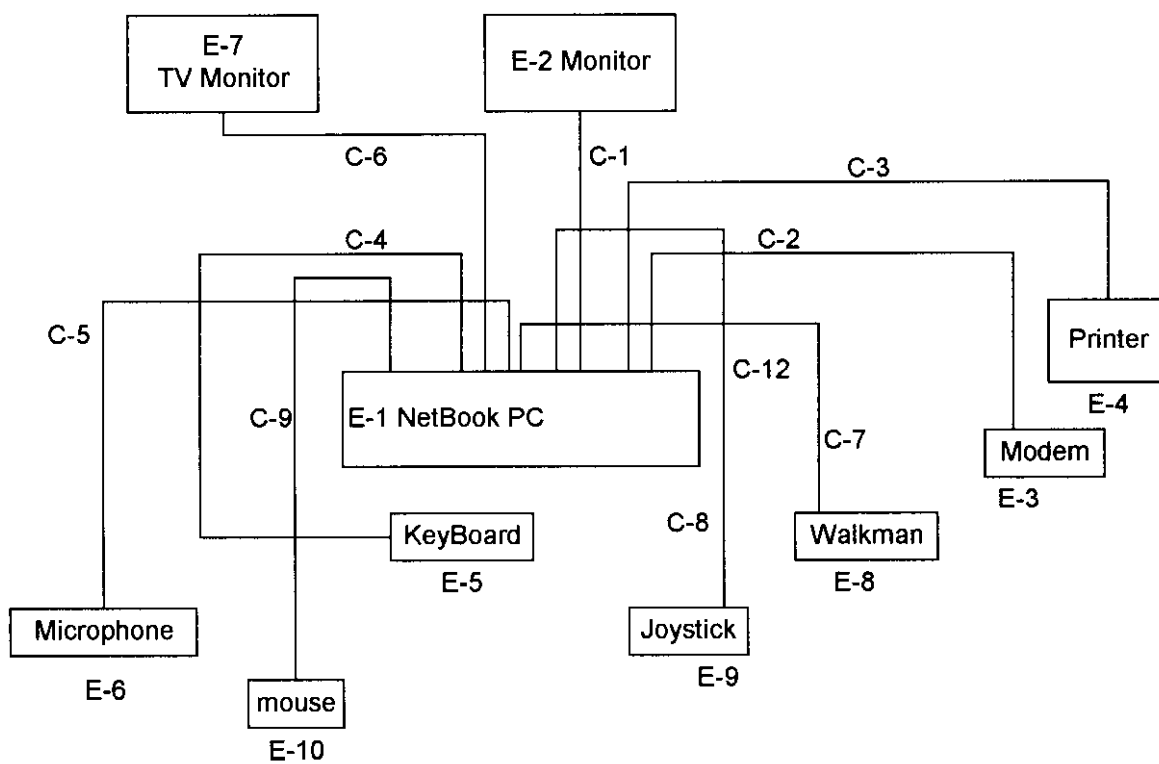 E-7
TV Monitor
E-2 Monitor
C-6
C-1
C-3
C-4
C-2
C-5
Printer
C-12
E-4
C-9
E-1 NetBook PC
C-7
Modem
E-3
KeyBoard
C-8
Walkman
E-5
E-8
Microphone
Joystick
E-6
E-9
mouse
E-10